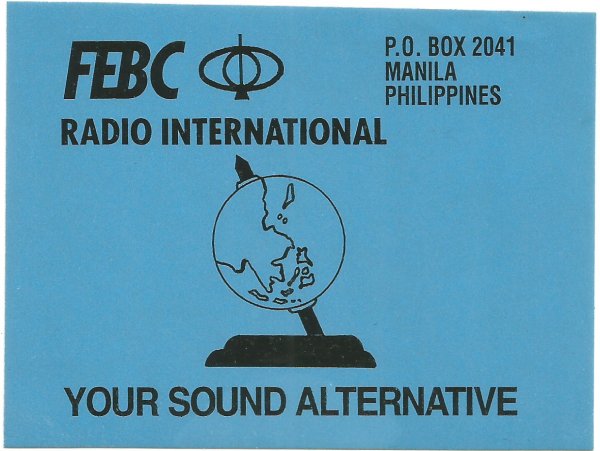 FEBC
P.O. BOX 2041
MANILA
PHILIPPINES
RADIO INTERNATIONAL
YOUR SOUND ALTERNATIVE